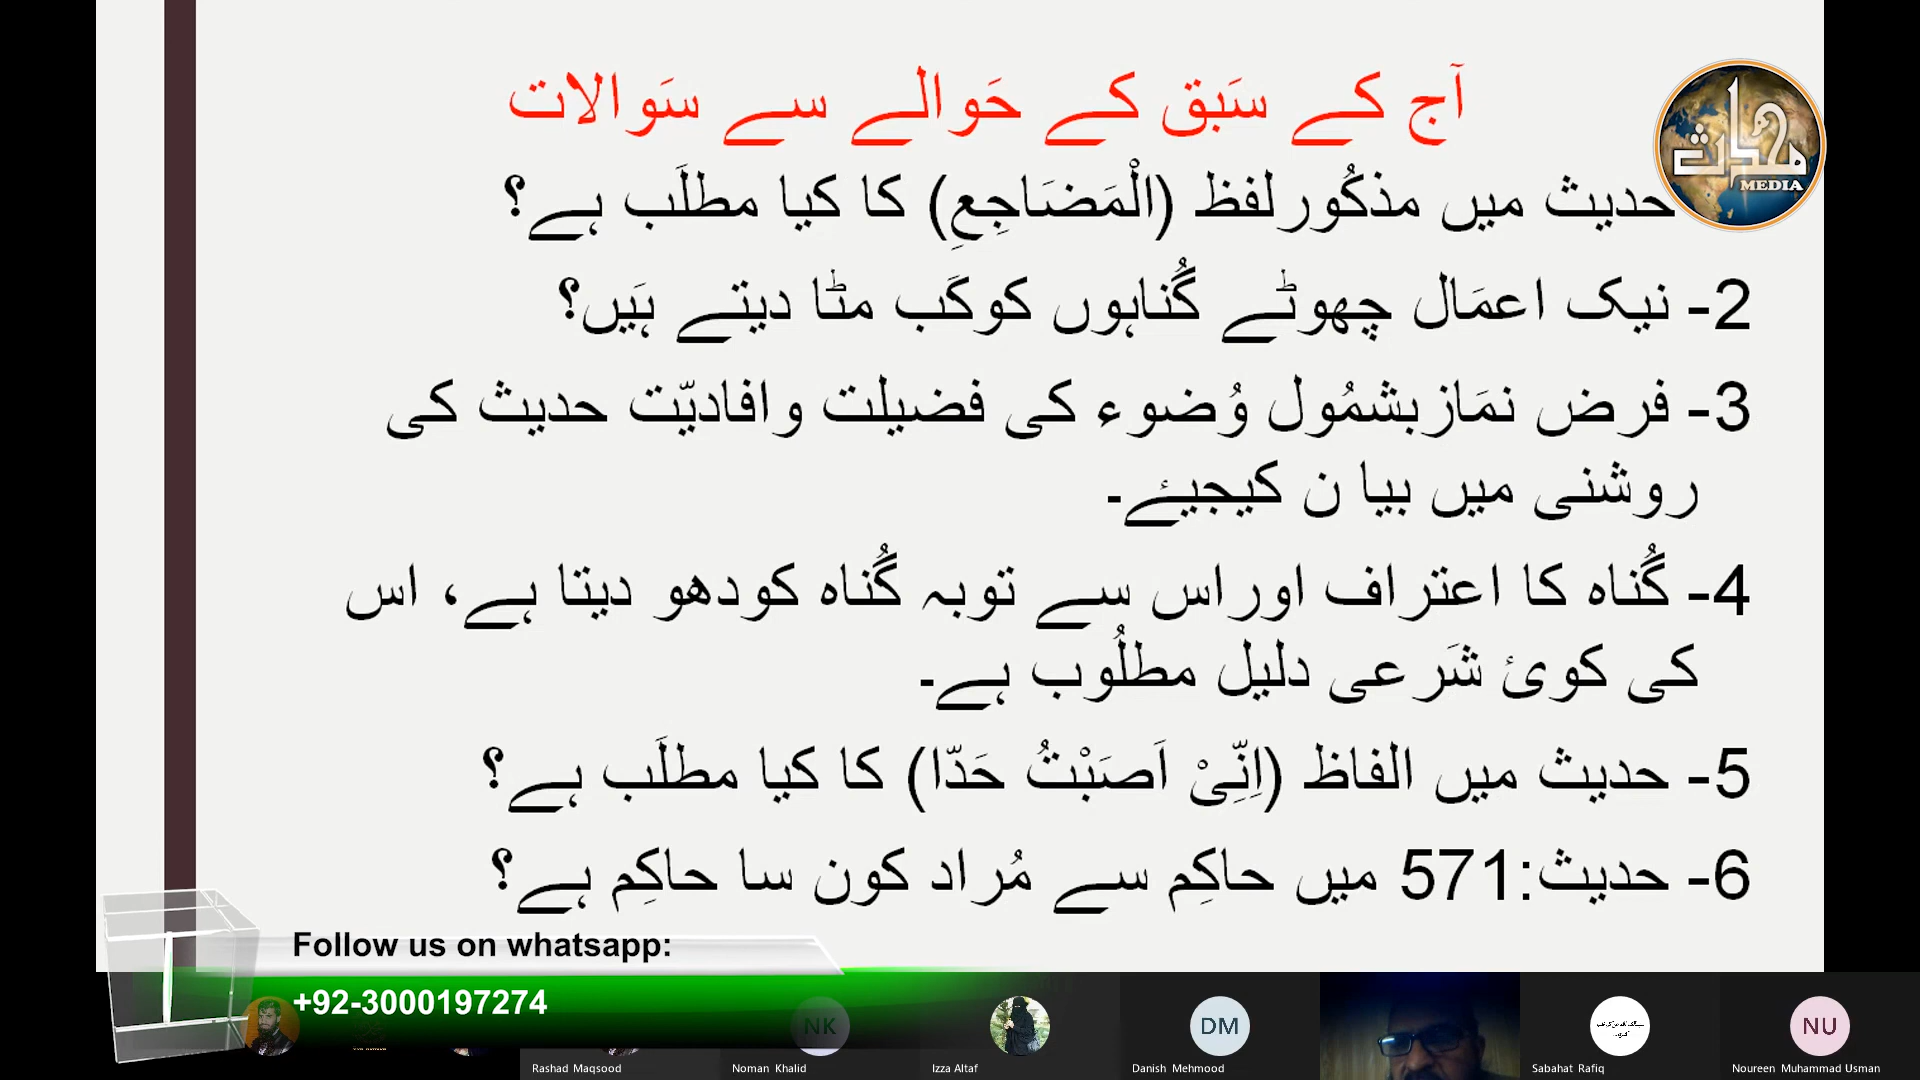 آج کے سَبق کے حَوالے سے سَوالات
حدیث میں مذکُورلفظ (الْمَضَاجِعِ) کا کیا مطلَب ہے؟
2- نیک اعمَال چھوٹے گُناہوں کوکَب مٹا دیتے ہَیں؟
3- فرض نمَازبشمُول وُضوء کی فضیلت وافادیّت حدیث کی
روشنی میں بیا ن کیجیئے۔
4- گُناہ کا اعتراف اوراس سے توبہ گُناہ کودھو دیتا ہے، اس
کی کوئ شَرعی دلیل مطلُوب ہے۔
5- حدیث میں الفاظ (اِنِّیْ اَصَبْتُ حَدّا) کا کیا مطلَب ہے؟
6- حدیث:571 میں حاکِم سے مُراد کون سا حاکِم ہے؟
محدث
MEDIA
Follow us on whatsapp:
+92-3000197274
NK
DM
NU
Rashad Maqsood
Noman Khalid
Izza Altaf
Danish Mehmood
Sabahat Rafiq
Noureen Muhammad Usman